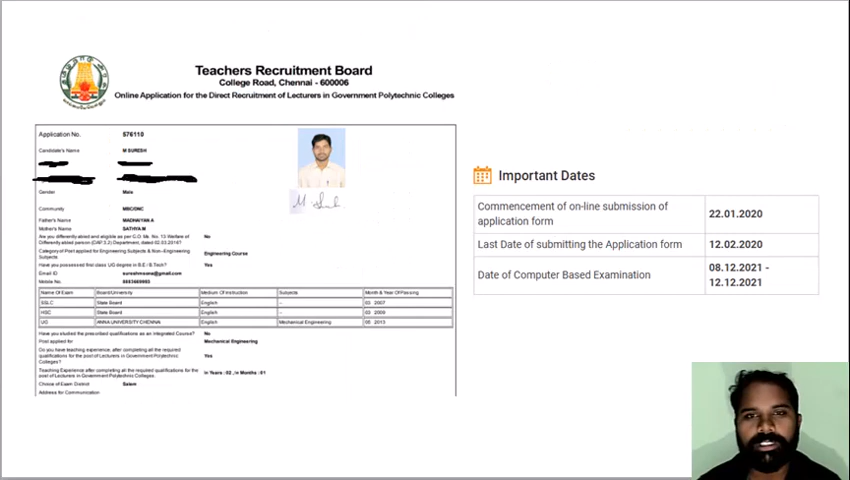 Teachers Recruitment Board
College Road, Chennai - 600006
Online Application for the Direct Recruitment of Lecturers in Government Polytechnic Colleges
Application No. 576110
Candidate's Name M SURESH
Gender Male
Community MBC/DNC
Father's Name MADHAIYAN A
Mother's Name SATHYA M
Are you differently abled and eligible as per G.O. Ms. No. 13 Welfare of No
Differently abled person (DAP 3.2) Department, dated 02.03.2016?
Category of Post applied for Engineering Subjects & Non-Engineering Engineering Course
Subjects
Have you possessed first class UG degree in B.E / B.Tech? Yes
Email ID
Mobile No.
Name Of Exam Board/University Medium Of Instruction Subjects Month & Year Of Passing
SSLC State Board English -- 03 2007
HSC State Board English -- 03 2009
UG ANNA UNIVERSITY CHENNAI English Mechanical Engineering 05 2013
Have you studied the prescribed qualifications as an integrated Course? No
Post applied for Mechanical Engineering
Do you have teaching experience, after completing all the required Yes
qualifications for the post of Lecturers in Government Polytechnic
Colleges?
Teaching Experience after completing all the required qualifications for the In Years : 02 , In Months : 01
post of Lecturers in Government Polytechnic Colleges.
Choice of Exam District Salem
Address for Communication
M. Suresh
Important Dates
Commencement of on-line submission of 22.01.2020
application form
Last Date of submitting the Application form 12.02.2020
Date of Computer Based Examination 08.12.2021 -
12.12.2021